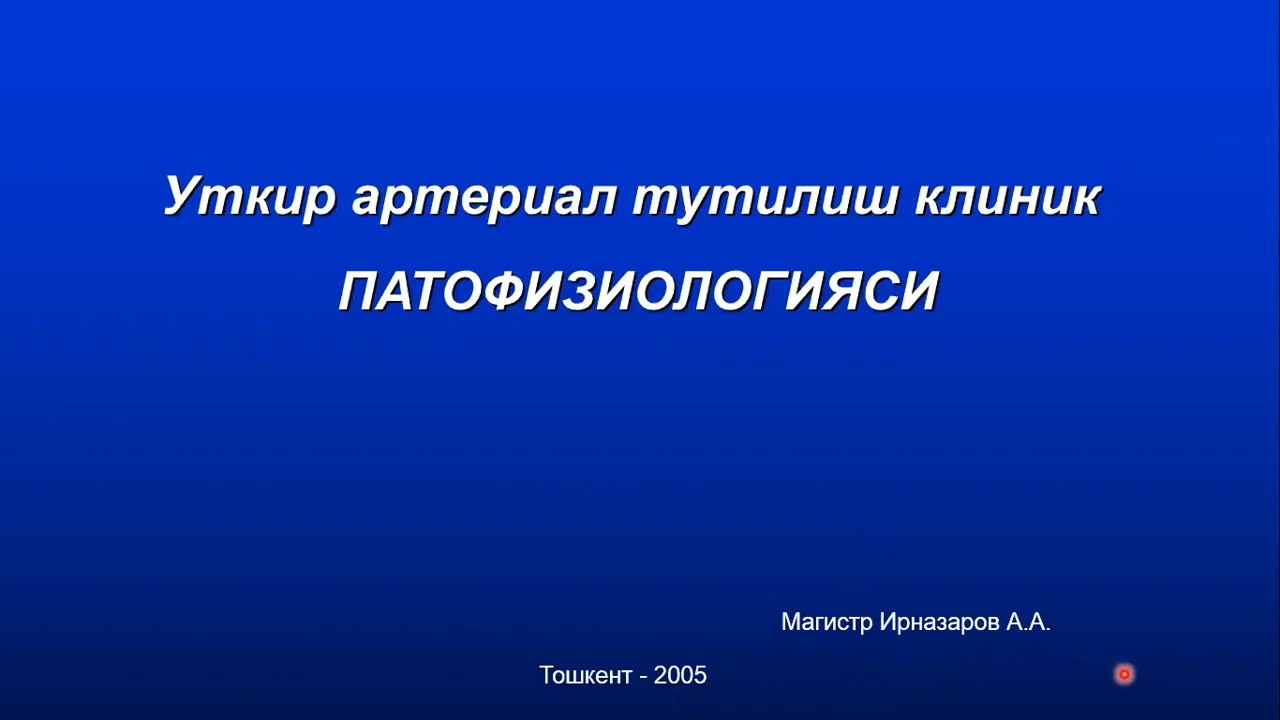 Уткир артериал тутилиш клиник
ПАТОФИЗИОЛОГИЯСИ
Магистр Ирназаров А.А.
Тошкент - 2005